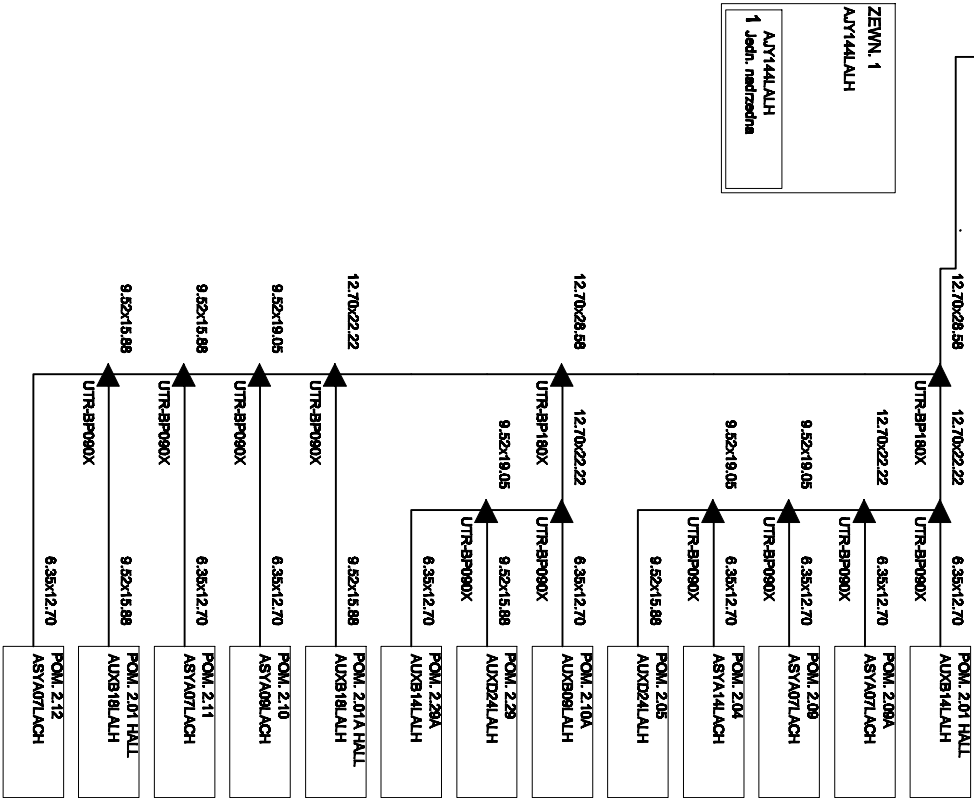 ZEWN. 1
AJY144LALH
AJY144LALH
1 Jedn. nadrzedna
12.70x28.58
UTR-BP180X
12.70x22.22
UTR-BP090X
6.35x12.70
POM. 2.01 HALL
AUXB14LALH
12.70x22.22
UTR-BP090X
6.35x12.70
POM. 2.09A
ASYA07LACH
9.52x19.05
UTR-BP090X
6.35x12.70
POM. 2.09
ASYA07LACH
9.52x19.05
UTR-BP090X
6.35x12.70
POM. 2.04
ASYA14LACH
9.52x15.88
POM. 2.05
AUXD24LALH
12.70x28.58
UTR-BP180X
12.70x22.22
UTR-BP090X
6.35x12.70
POM. 2.10A
AUXB09LALH
9.52x19.05
UTR-BP090X
9.52x15.88
POM. 2.29
AUXD24LALH
6.35x12.70
POM. 2.29A
AUXB14LALH
12.70x22.22
UTR-BP090X
9.52x15.88
POM. 2.01A HALL
AUXB18LALH
9.52x19.05
UTR-BP090X
6.35x12.70
POM. 2.10
ASYA09LACH
9.52x15.88
UTR-BP090X
6.35x12.70
POM. 2.11
ASYA07LACH
9.52x15.88
UTR-BP090X
9.52x15.88
POM. 2.01 HALL
AUXB18LALH
6.35x12.70
POM. 2.12
ASYA07LACH